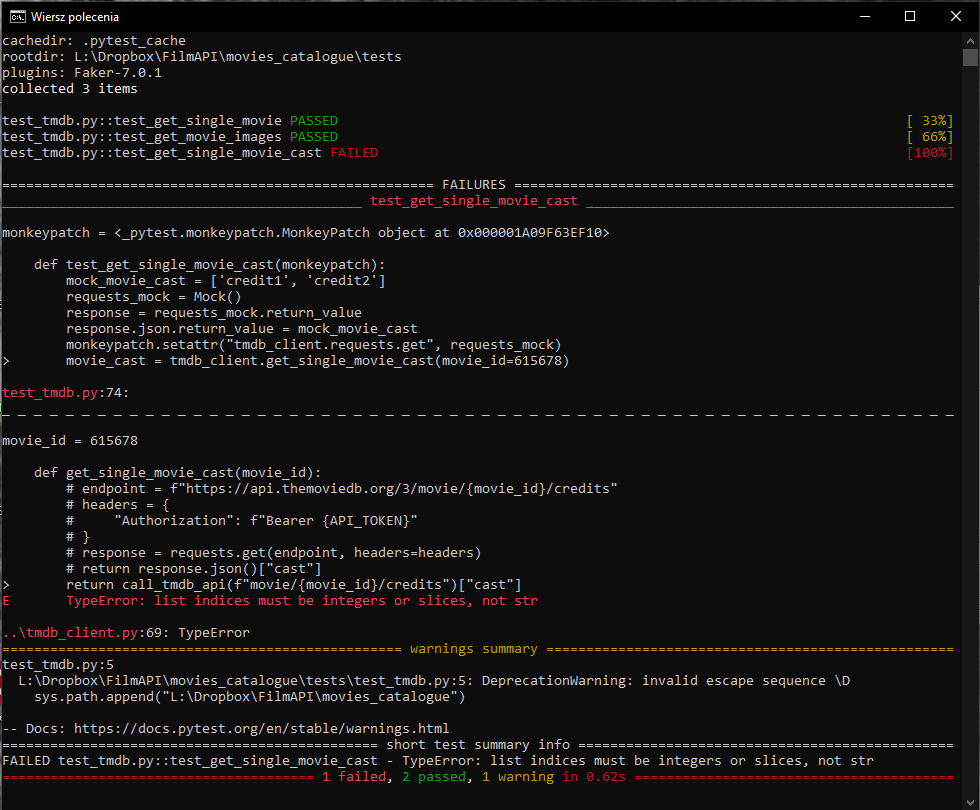 Wiersz polecenia
cachedir: .pytest_cache
rootdir: L:\Dropbox\FilmAPI\movies_catalogue\tests
plugins: Faker-7.0.1
collected 3 items
test_tmdb.py::test_get_single_movie PASSED [ 33%]
test_tmdb.py::test_get_movie_images PASSED [ 66%]
test_tmdb.py::test_get_single_movie_cast FAILED [100%]
====================================================== FAILURES =======================================================
_____________________________________________ test_get_single_movie_cast ______________________________________________
monkeypatch = <_pytest.monkeypatch.MonkeyPatch object at 0x000001A09F63EF10>
    def test_get_single_movie_cast(monkeypatch):
        mock_movie_cast = ['credit1', 'credit2']
        requests_mock = Mock()
        response = requests_mock.return_value
        response.json.return_value = mock_movie_cast
        monkeypatch.setattr("tmdb_client.requests.get", requests_mock)
>       movie_cast = tmdb_client.get_single_movie_cast(movie_id=615678)
test_tmdb.py:74:
_ _ _ _ _ _ _ _ _ _ _ _ _ _ _ _ _ _ _ _ _ _ _ _ _ _ _ _ _ _ _ _ _ _ _ _ _ _ _ _ _ _ _ _ _ _ _ _ _ _ _ _ _ _ _ _ _ _ _ _
movie_id = 615678
    def get_single_movie_cast(movie_id):
        # endpoint = f"https://api.themoviedb.org/3/movie/{movie_id}/credits"
        # headers = {
        #     "Authorization": f"Bearer {API_TOKEN}"
        # }
        # response = requests.get(endpoint, headers=headers)
        # return response.json()["cast"]
>       return call_tmdb_api(f"movie/{movie_id}/credits")["cast"]
E       TypeError: list indices must be integers or slices, not str
..\tmdb_client.py:69: TypeError
================================================== warnings summary ===================================================
test_tmdb.py:5
  L:\Dropbox\FilmAPI\movies_catalogue\tests\test_tmdb.py:5: DeprecationWarning: invalid escape sequence \D
    sys.path.append("L:\Dropbox\FilmAPI\movies_catalogue")
-- Docs: https://docs.pytest.org/en/stable/warnings.html
=============================================== short test summary info ===============================================
FAILED test_tmdb.py::test_get_single_movie_cast - TypeError: list indices must be integers or slices, not str
======================================= 1 failed, 2 passed, 1 warning in 0.62s ========================================